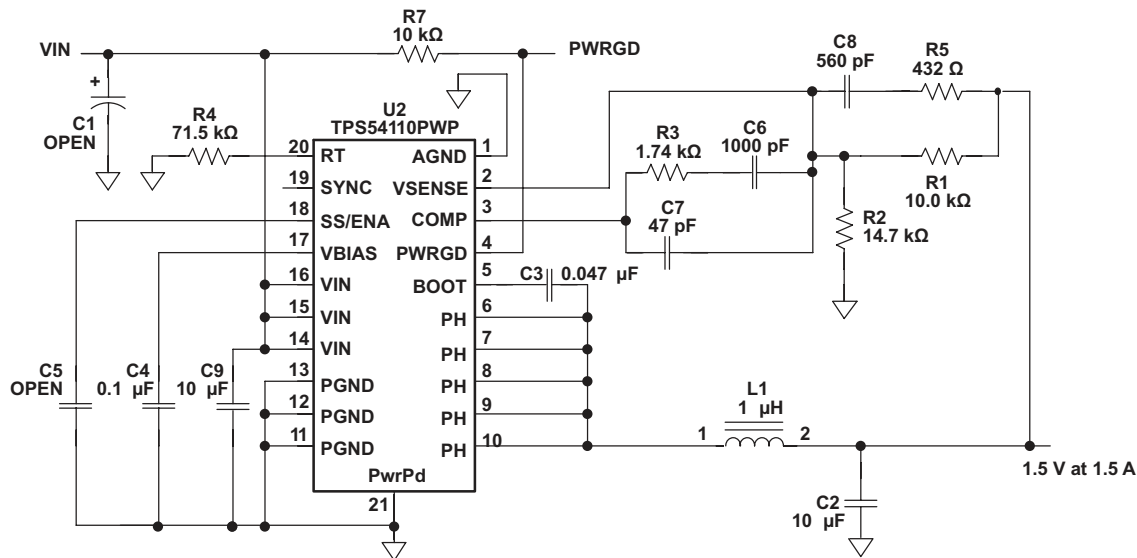 VIN
R7
10 kΩ
PWRGD
+
C1
OPEN
R4
71.5 kΩ
U2
TPS54110PWP
20
RT
19
SYNC
18
SS/ENA
17
VBIAS
16
VIN
15
VIN
14
VIN
13
PGND
12
PGND
11
PGND
AGND
1
VSENSE
2
COMP
3
PWRGD
4
BOOT
5
PH
6
PH
7
PH
8
PH
9
PH
10
PwrPd
21
C8
560 pF
R5
432 Ω
R3
1.74 kΩ
C6
1000 pF
C7
47 pF
R1
10.0 kΩ
R2
14.7 kΩ
C3
0.047 µF
C5
OPEN
C4
0.1 µF
C9
10 µF
L1
1 µH
1
2
1.5 V at 1.5 A
C2
10 µF